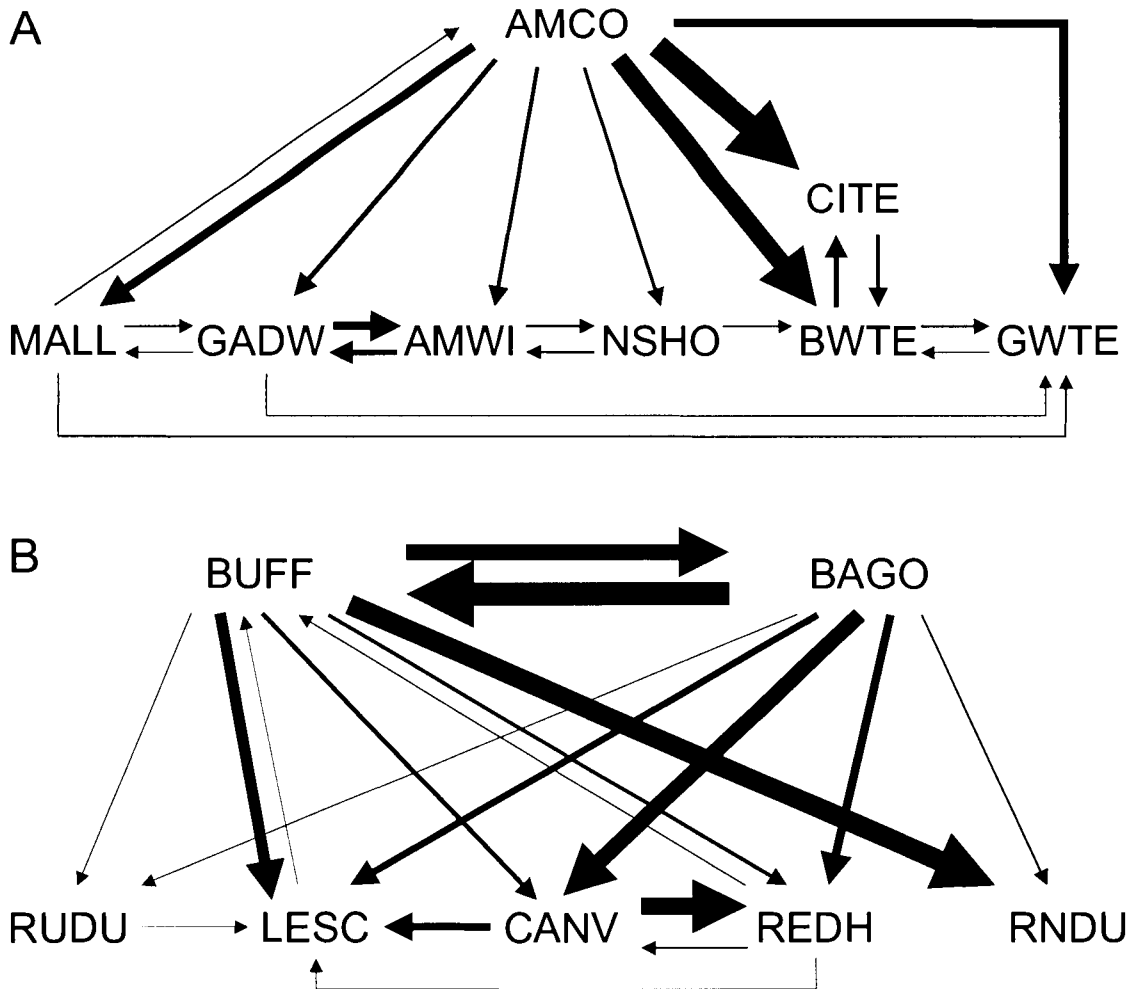 A
AMCO
CITE
MALL GADW AMWI NSHO BWTE GWTE
B
BUFF BAGO
RUDU LESC CANV REDH RNDU